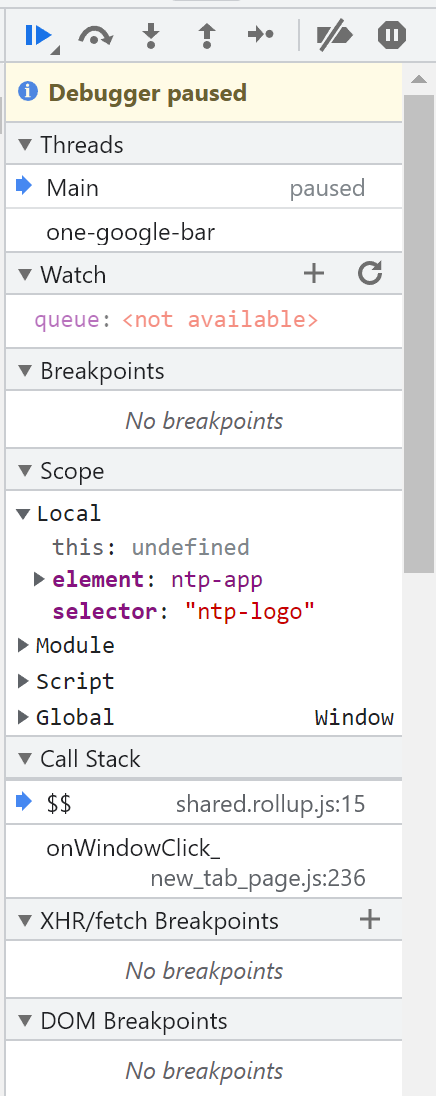 Debugger paused
Threads
Main paused
one-google-bar
Watch
queue: <not available>
Breakpoints
No breakpoints
Scope
Local
this: undefined
element: ntp-app
selector: "ntp-logo"
Module
Script
Global Window
Call Stack
$$ shared.rollup.js:15
onWindowClick_
new_tab_page.js:236
XHR/fetch Breakpoints
No breakpoints
DOM Breakpoints
No breakpoints